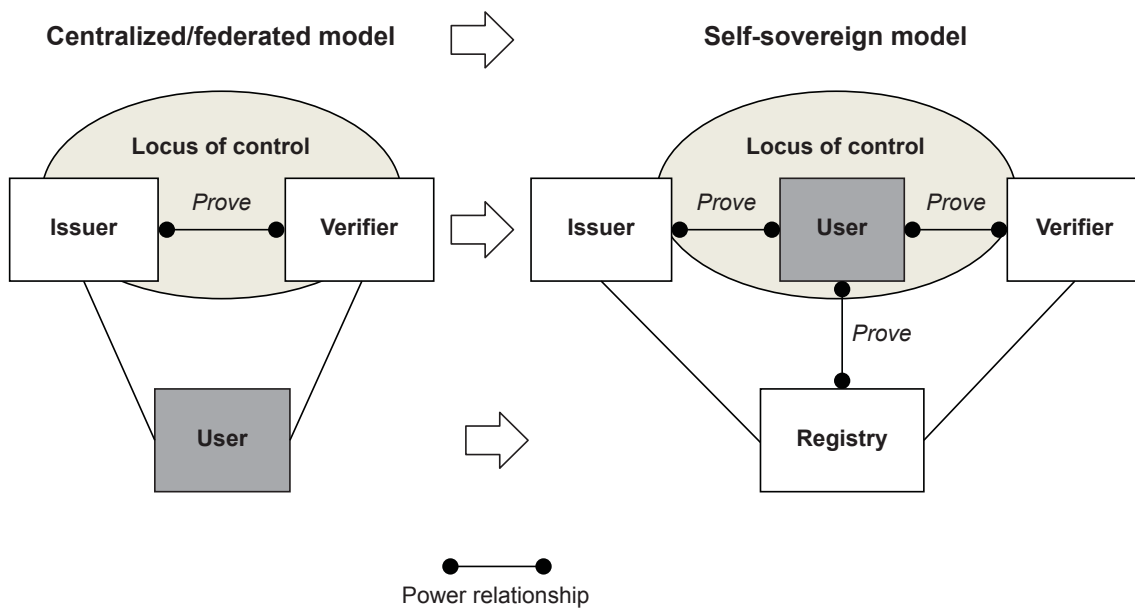 Centralized/federated model
Self-sovereign model
Locus of control
Issuer
Prove
Verifier
User
Locus of control
Issuer
Prove
User
Prove
Verifier
Prove
Registry
Power relationship